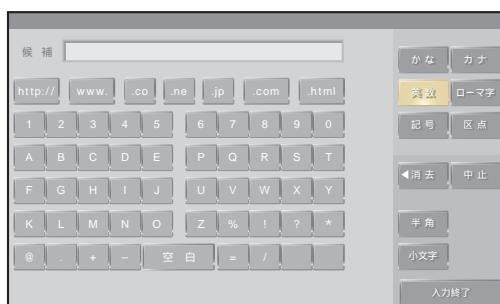 候補
かな カナ
http:// www. .co .ne .jp .com .html
英数 ローマ字
1 2 3 4 5 6 7 8 9 0
記号 区点
A B C D E P Q R S T
F G H I J U V W X Y
◀消去 中止
K L M N O Z % ! ? *
半角
@ . + − 空白 = /
小文字
入力終了